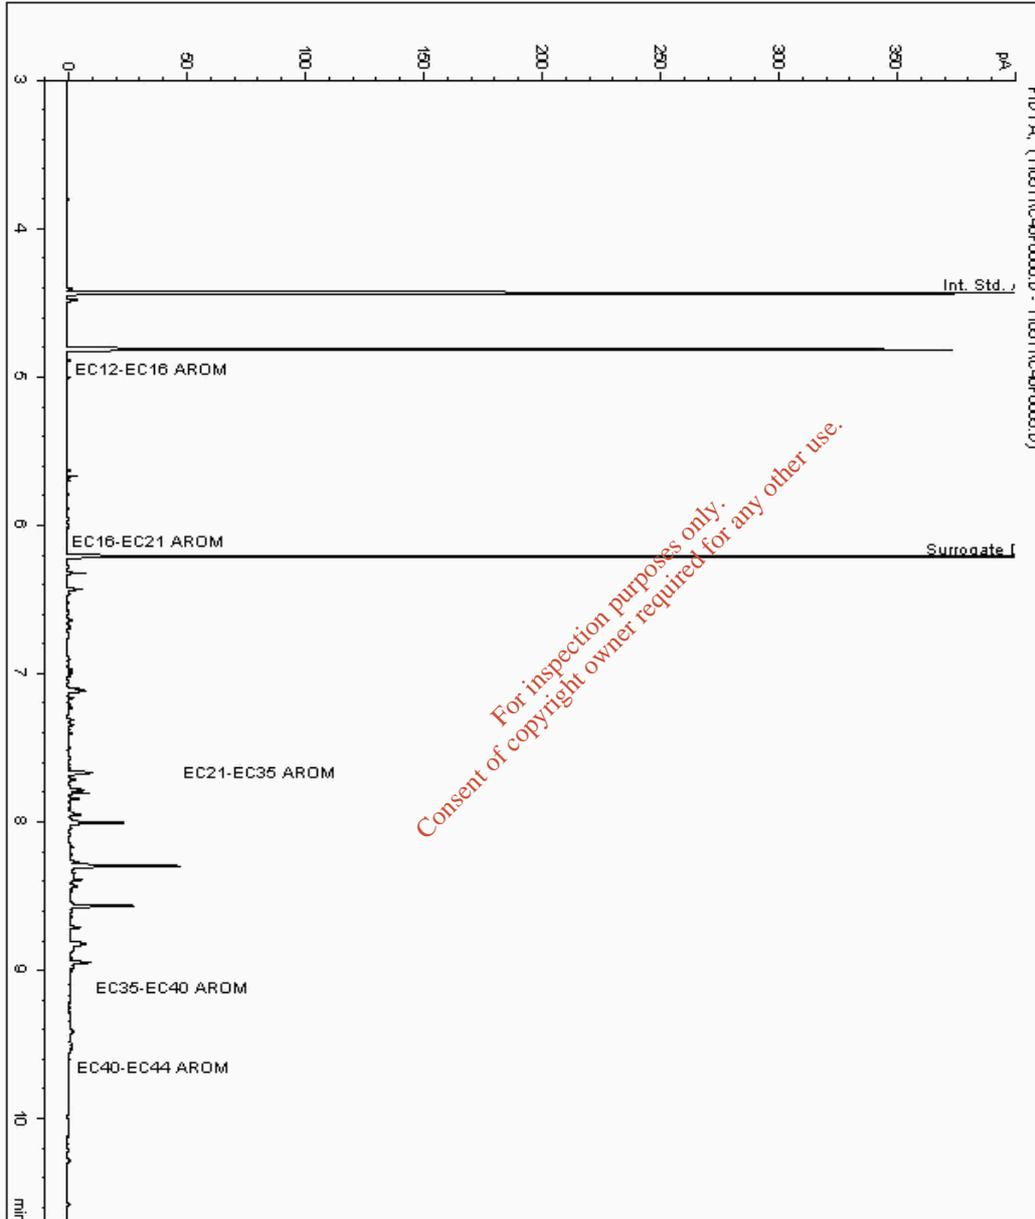 0 50 100 150 200 250 300 350 pA
3
4
Int. Std.
5
EC12-EC16 AROM
6
EC16-EC21 AROM
Surrogate
7
EC21-EC35 AROM
8
9
EC35-EC40 AROM
EC40-EC44 AROM
10
For inspection purposes only.
Consent of copyright owner required for any other use.